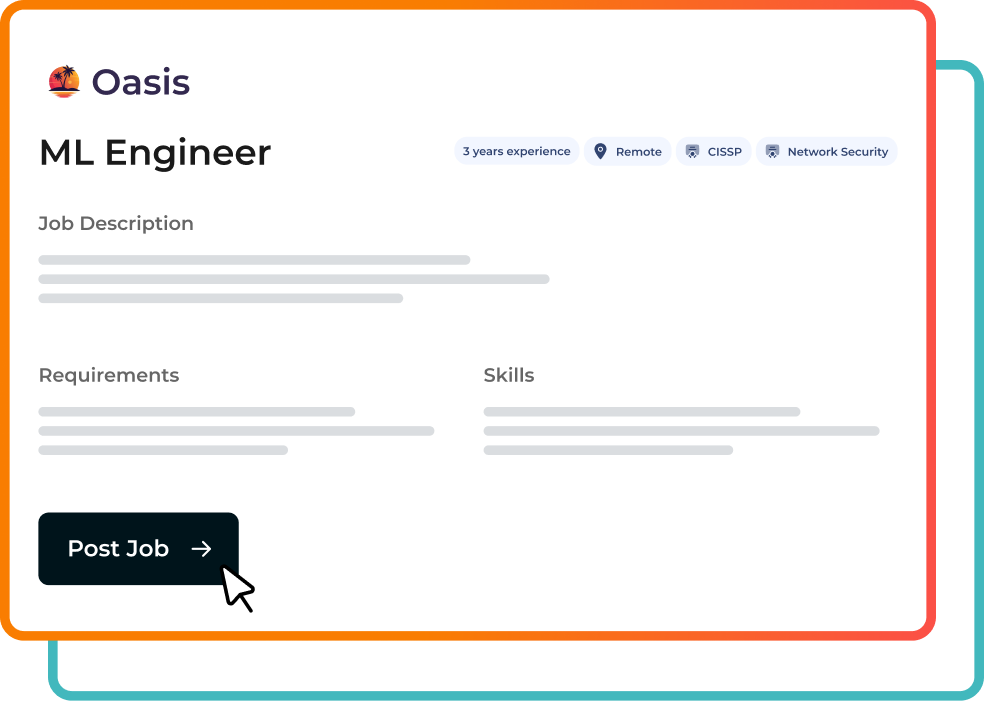 Oasis
ML Engineer
3 years experience
Remote
CISSP
Network Security
Job Description
Requirements
Skills
Post Job